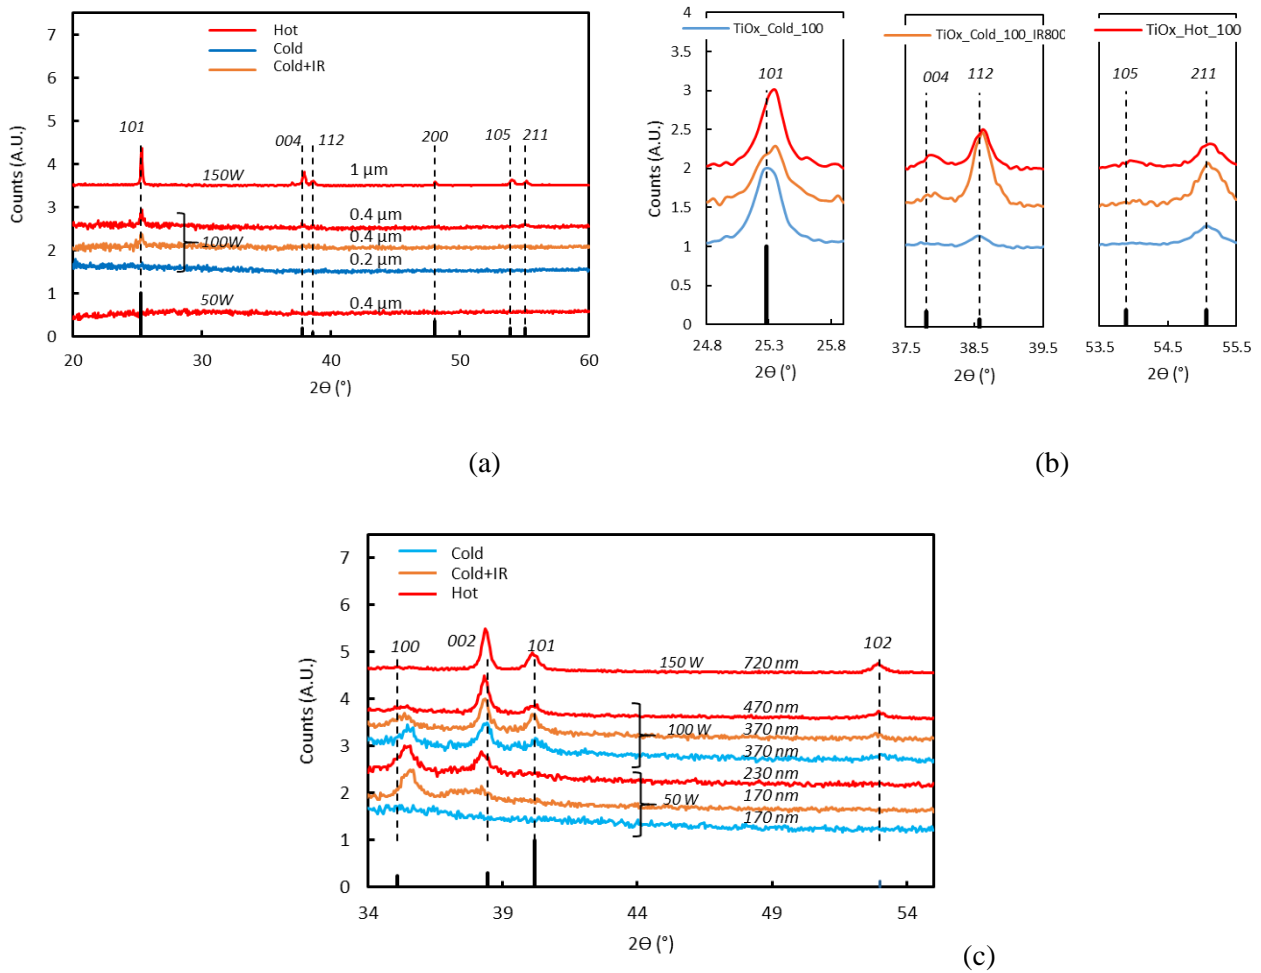 7
6
5
4
3
2
1
0
Counts (A.U.)
Hot
Cold
Cold+IR
101
004
112
200
105
211
150W
1 µm
0.4 µm
100W
0.4 µm
0.2 µm
50W
0.4 µm
20
30
40
50
60
2Θ (°)
(a)
4
3.5
3
2.5
2
1.5
1
0.5
0
Counts (A.U.)
TiOx_Cold_100
101
24.8
25.3
25.8
2Θ (°)
TiOx_Cold_100_IR800
004
112
37.5
38.5
39.5
2Θ (°)
TiOx_Hot_100
105
211
53.5
54.5
55.5
2Θ (°)
(b)
7
6
5
4
3
2
1
0
Counts (A.U.)
Cold
Cold+IR
Hot
100
002
101
102
150 W
720 nm
470 nm
100 W
370 nm
370 nm
230 nm
50 W
170 nm
170 nm
34
39
44
49
54
2Θ (°)
(c)